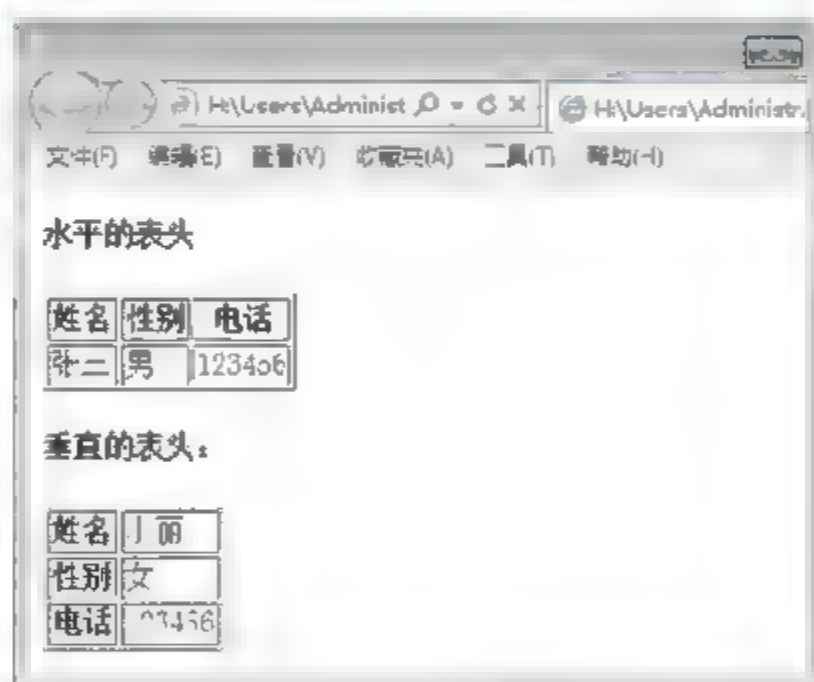 H:\Users\Administ
H:\Users\Administr
文件(F) 编辑(E) 查看(V) 收藏夹(A) 工具(T) 帮助(H)
水平的表头
姓名 性别 电话
男 123456
垂直的表头：
姓名 丽
性别 女
电话 123456